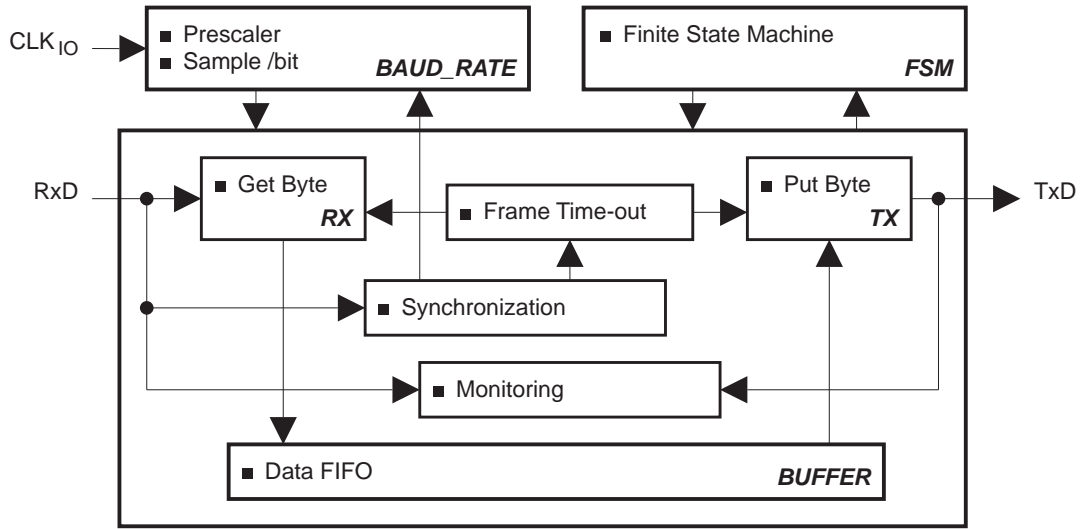 CLK IO
■ Prescaler
■ Sample /bit
BAUD_RATE
■ Finite State Machine
FSM
RxD
■ Get Byte
RX
■ Frame Time-out
■ Put Byte
TX
TxD
■ Synchronization
■ Monitoring
■ Data FIFO
BUFFER